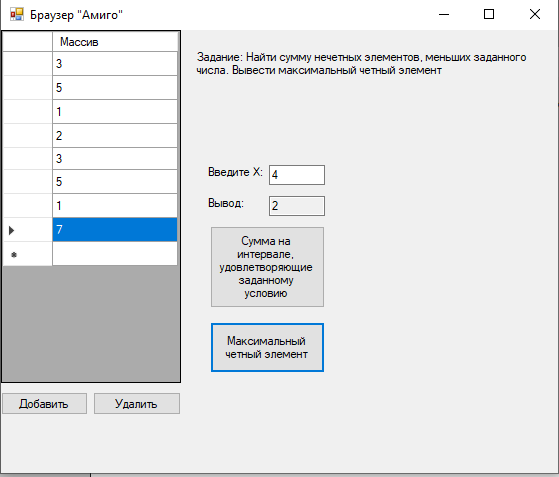 Браузер "Амиго"
Массив
3
5
1
2
3
5
1
7
Задание: Найти сумму нечетных элементов, меньших заданного
числа. Вывести максимальный четный элемент
Введите X:
4
Вывод:
2
Сумма на
интервале,
удовлетворяющие
заданному
условию
Максимальный
четный элемент
Добавить
Удалить